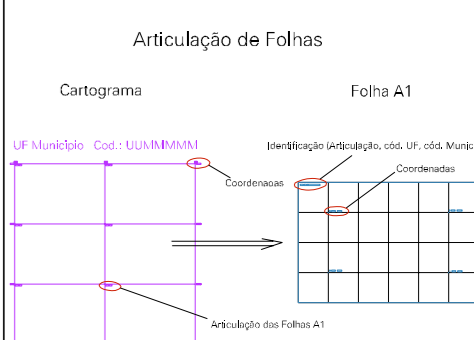 Articulação de Folhas
Cartograma
Folha A1
UF Município Cod.: UUMMMMM
Identificação (Articulação, cód. UF, cód. Munic
Coordenadas
Coordenadas
Articulação das Folhas A1